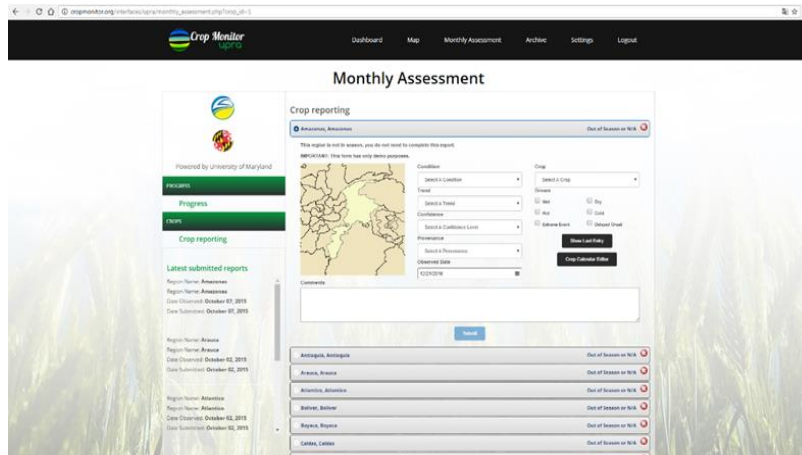 cropmonitor.org/interfaces/upra/monthly_assessment.php?crop_id=1
Crop Monitor
upra
Dashboard Map Monthly Assessment Archive Settings Logout
Monthly Assessment
Powered by University of Maryland
PROGRESS
Progress
CROPS
Crop reporting
Latest submitted reports
Region Name: Amazonas
Region Name: Amazonas
Date Observed: October 07, 2015
Date Submitted: October 07, 2015
Region Name: Arauca
Region Name: Arauca
Date Observed: October 02, 2015
Date Submitted: October 02, 2015
Region Name: Atlantico
Region Name: Atlantico
Date Observed: October 02, 2015
Date Submitted: October 02, 2015
Crop reporting
Amazonas, Amazonas Out of Season or N/A
This region is not in season, you do not need to complete this report.
IMPORTANT: This form has only demo purposes.
Condition
Select a Condition
Trend
Select a Trend
Confidence
Select a Confidence Level
Provenance
Select a Provenance
Observed Date
Crop
Select a Crop
Drivers
Wet Dry
Hot Cold
Extreme Event Delayed Onset
Show Last Entry
Crop Calendar Editor
Comments
Submit
Antioquia, Antioquia Out of Season or N/A
Arauca, Arauca Out of Season or N/A
Atlantico, Atlantico Out of Season or N/A
Bolivar, Bolivar Out of Season or N/A
Boyaca, Boyaca Out of Season or N/A
Caldas, Caldas Out of Season or N/A